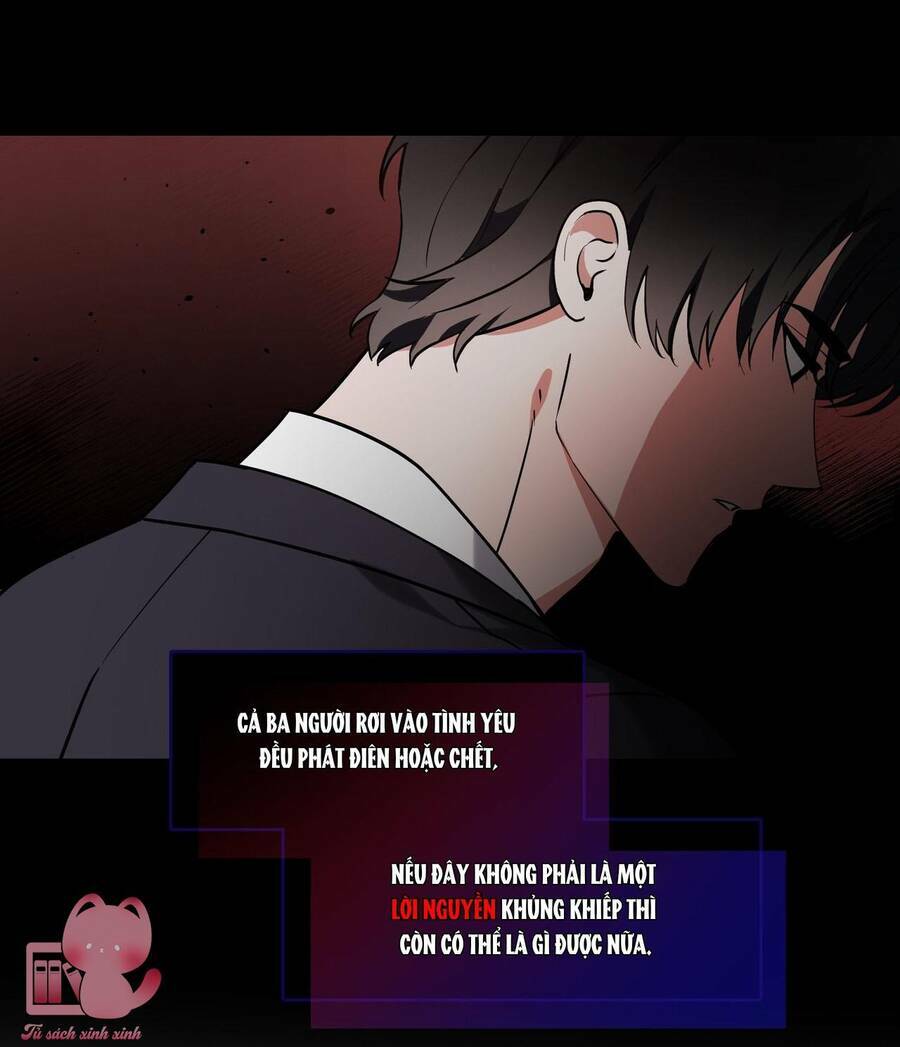 CẢ BA NGƯỜI RƠI VÀO TÌNH YÊU
ĐỀU PHÁT ĐIÊN HOẶC CHẾT,
NẾU ĐÂY KHÔNG PHẢI LÀ MỘT
LỜI NGUYỀN KHỦNG KHIẾP THÌ
CÒN CÓ THỂ LÀ GÌ ĐƯỢC NỮA.
Tủ sách xinh xinh